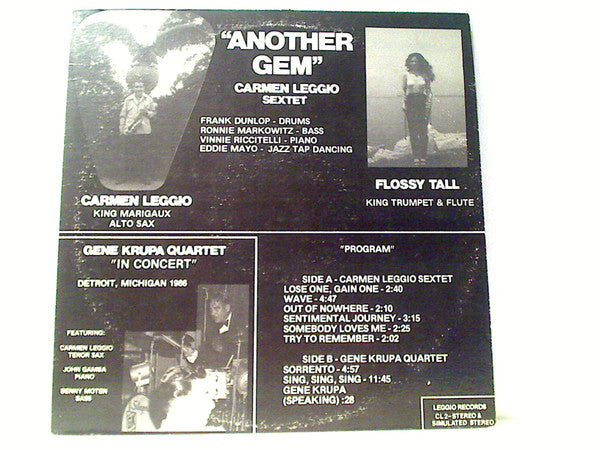 "ANOTHER
GEM"
CARMEN LEGGIO
SEXTET
FRANK DUNLOP - DRUMS
RONNIE MARKOWITZ - BASS
VINNIE RICCITELLI - PIANO
EDDIE MAYO - JAZZ TAP DANCING
CARMEN LEGGIO
KING MARIGAUX
ALTO SAX
FLOSSY TALL
KING TRUMPET & FLUTE
GENE KRUPA QUARTET
"IN CONCERT"
DETROIT, MICHIGAN 1966
FEATURING:
CARMEN LEGGIO
TENOR SAX
JOHN GAMBA
PIANO
BENNY MOTEN
BASS
"PROGRAM"
SIDE A - CARMEN LEGGIO SEXTET
LOSE ONE, GAIN ONE - 2:40
WAVE - 4:47
OUT OF NOWHERE - 2:10
SENTIMENTAL JOURNEY - 3:15
SOMEBODY LOVES ME - 2:25
TRY TO REMEMBER - 2:02
SIDE B - GENE KRUPA QUARTET
SORRENTO - 4:57
SING, SING, SING - 11:45
GENE KRUPA
(SPEAKING) :28
LEGGIO RECORDS
CL2-STEREO &
SIMULATED STEREO